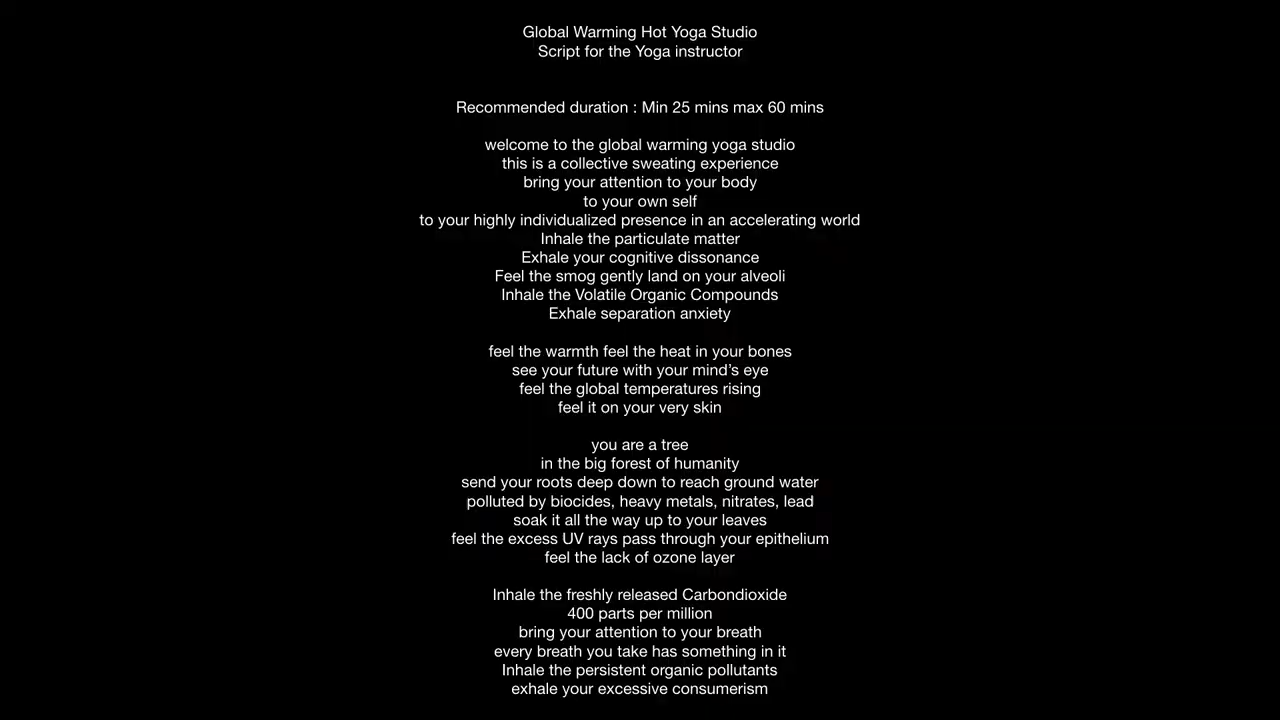 Global Warming Hot Yoga Studio
Script for the Yoga instructor
Recommended duration : Min 25 mins max 60 mins
welcome to the global warming yoga studio
this is a collective sweating experience
bring your attention to your body
to your own self
to your highly individualized presence in an accelerating world
Inhale the particulate matter
Exhale your cognitive dissonance
Feel the smog gently land on your alveoli
Inhale the Volatile Organic Compounds
Exhale separation anxiety
feel the warmth feel the heat in your bones
see your future with your mind’s eye
feel the global temperatures rising
feel it on your very skin
you are a tree
in the big forest of humanity
send your roots deep down to reach ground water
polluted by biocides, heavy metals, nitrates, lead
soak it all the way up to your leaves
feel the excess UV rays pass through your epithelium
feel the lack of ozone layer
Inhale the freshly released Carbondioxide
400 parts per million
bring your attention to your breath
every breath you take has something in it
Inhale the persistent organic pollutants
exhale your excessive consumerism